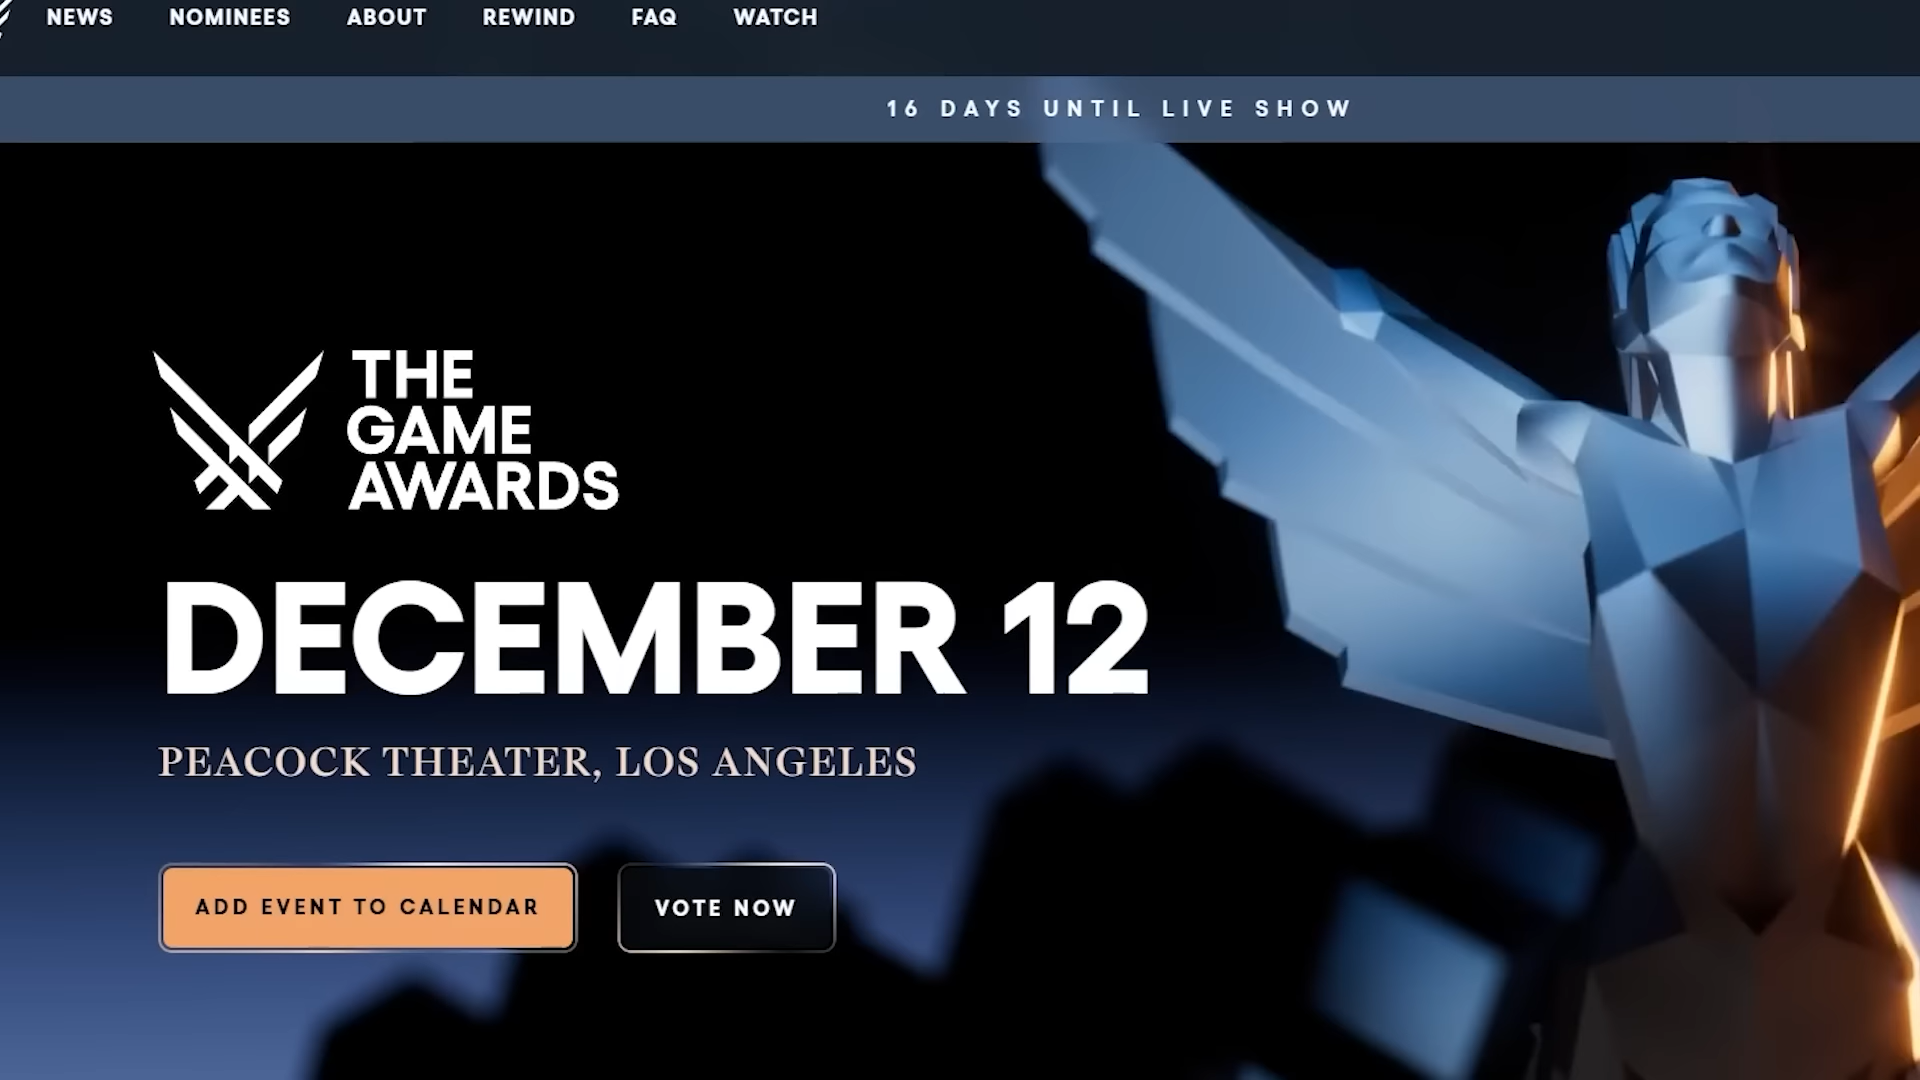 NEWS NOMINEES ABOUT REWIND FAQ WATCH
16 DAYS UNTIL LIVE SHOW
THE
GAME
AWARDS
DECEMBER 12
PEACOCK THEATER, LOS ANGELES
ADD EVENT TO CALENDAR VOTE NOW